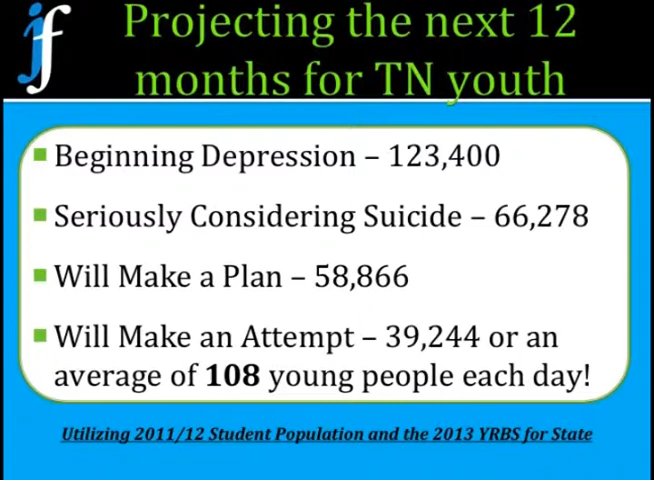 jf
Projecting the next 12
months for TN youth
Beginning Depression – 123,400
Seriously Considering Suicide – 66,278
Will Make a Plan – 58,866
Will Make an Attempt – 39,244 or an
average of 108 young people each day!
Utilizing 2011/12 Student Population and the 2013 YRBS for State